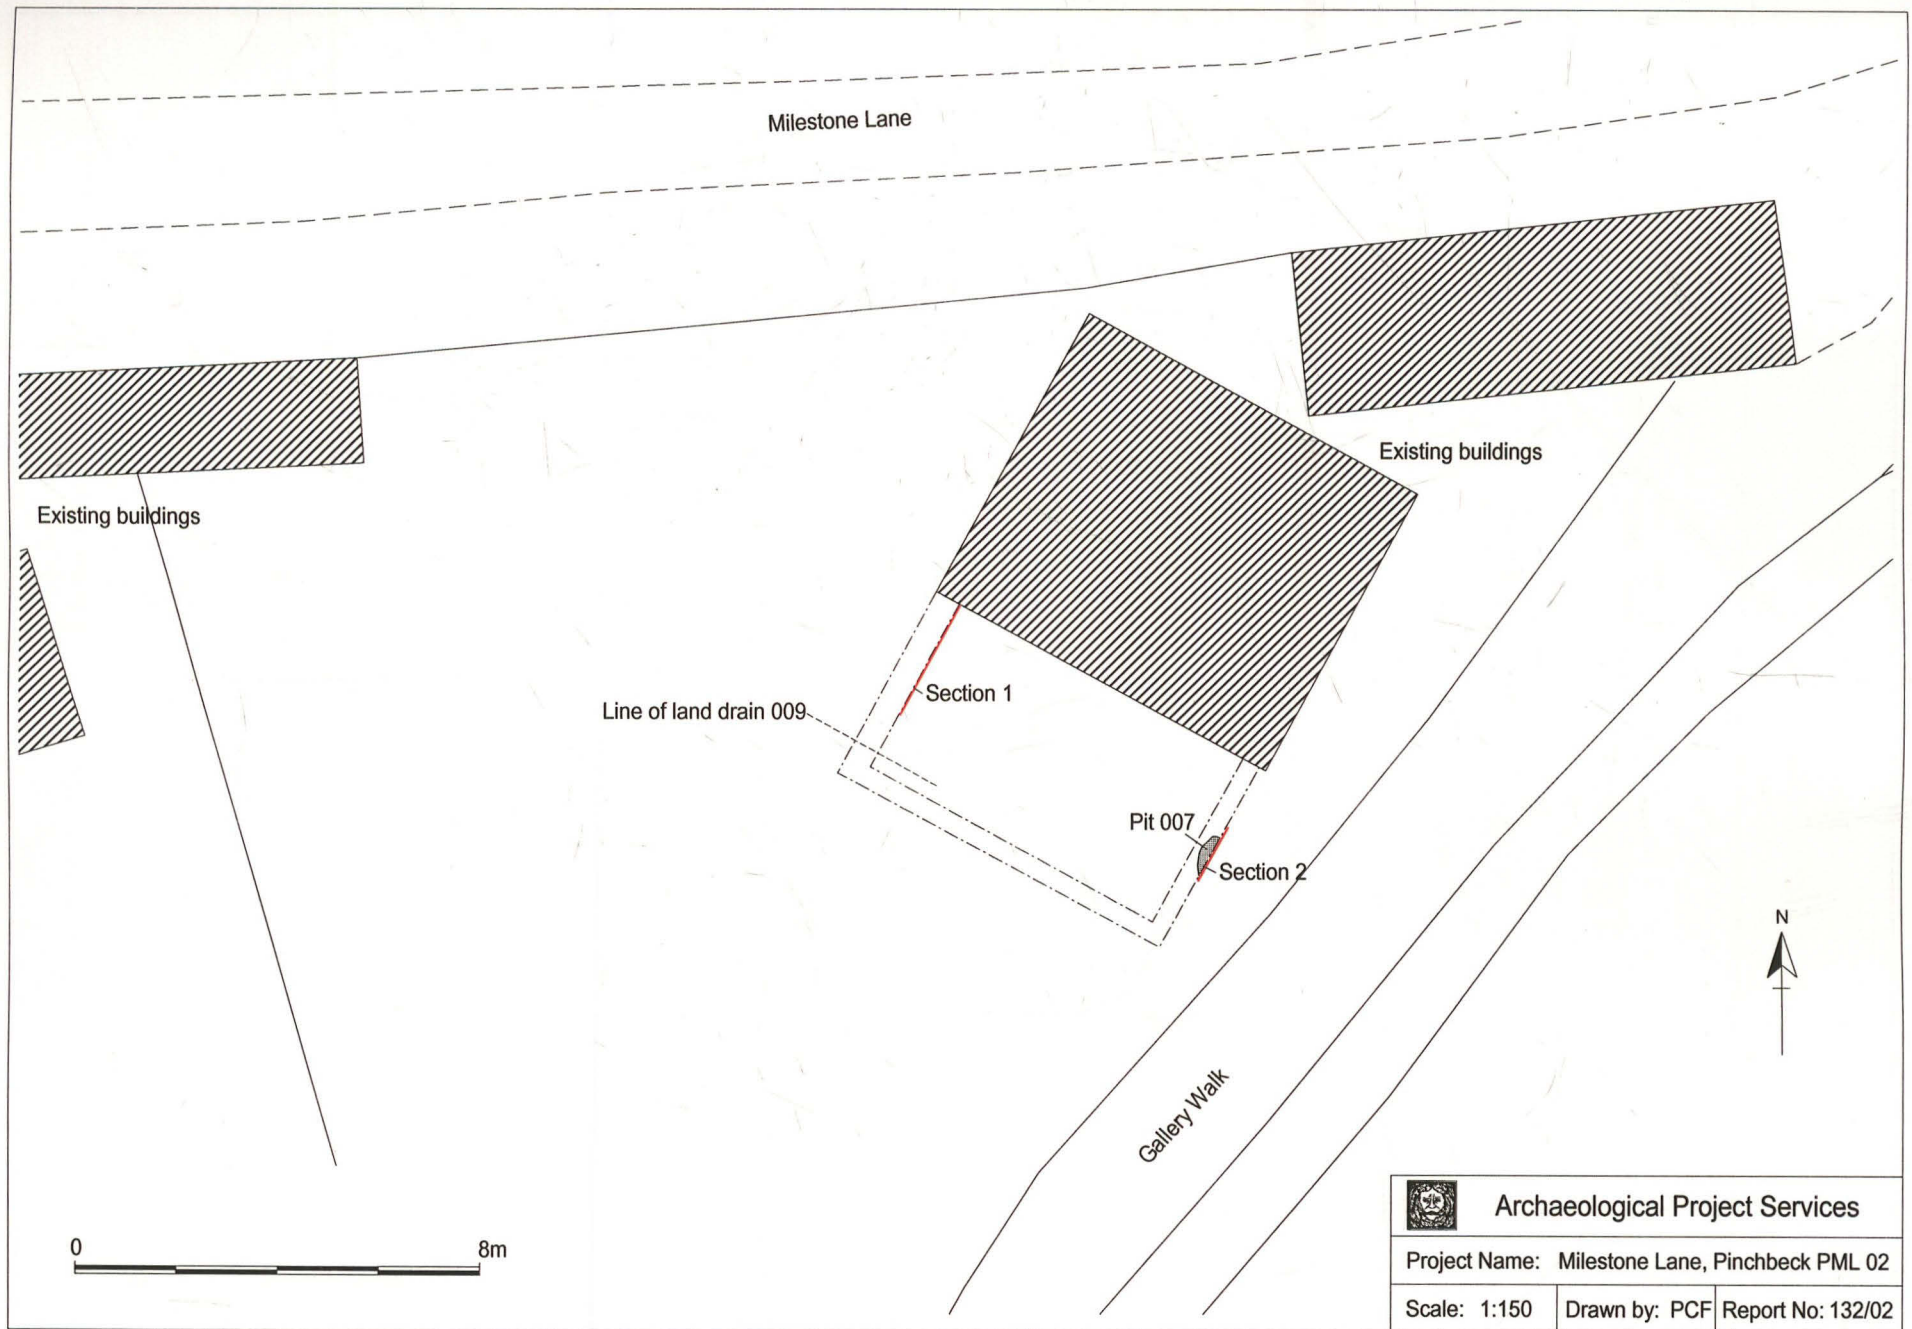 Milestone Lane
Existing buildings
Existing buildings
Section 1
Line of land drain 009
Pit 007
Section 2
N
Gallery Walk
0 8m
Archaeological Project Services
Project Name: Milestone Lane, Pinchbeck PML 02
Scale: 1:150 Drawn by: PCF Report No: 132/02